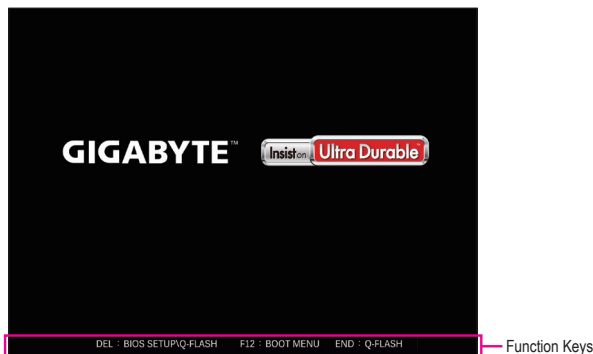 GIGABYTE™ Insist on Ultra Durable™
DEL : BIOS SETUP\Q-FLASH F12 : BOOT MENU END : Q-FLASH
Function Keys